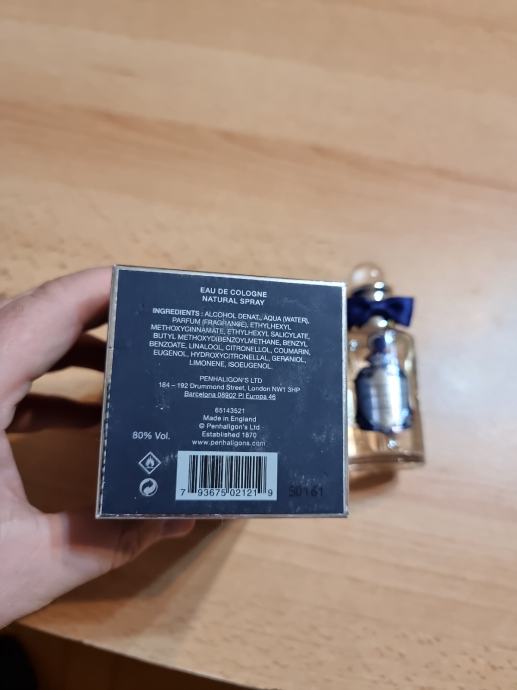 EAU DE COLOGNE
NATURAL SPRAY
INGREDIENTS : ALCOHOL DENAT., AQUA (WATER),
PARFUM (FRAGRANCE), ETHYLHEXYL
METHOXYCINNAMATE, ETHYLHEXYL SALICYLATE,
BUTYL METHOXYDIBENZOYLMETHANE, BENZYL
BENZOATE, LINALOOL, CITRONELLOL, COUMARIN,
EUGENOL, HYDROXYCITRONELLAL, GERANIOL,
LIMONENE, ISOEUGENOL.
PENHALIGON'S LTD
184 – 192 Drummond Street, London NW1 3HP
Barcelona 08902 Pl Europa 46
65143521
Made in England
© Penhaligon's Ltd
Established 1870
www.penhaligons.com
80% Vol.
7 93675 02121 9
50161